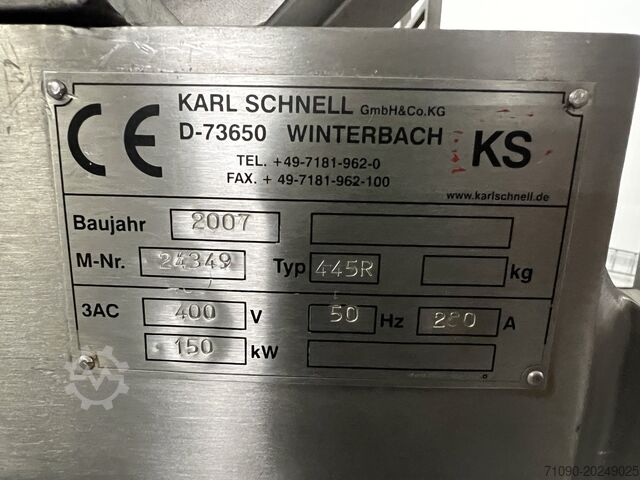 CE KARL SCHNELL GmbH&Co.KG
D-73650 WINTERBACH KS
TEL. +49-7181-962-0
FAX. + 49-7181-962-100
www.karlschnell.de
Baujahr 2007
M-Nr. 24349 Typ 445R kg
3AC 400 V 50 Hz 280 A
150 kW
71090-20249025